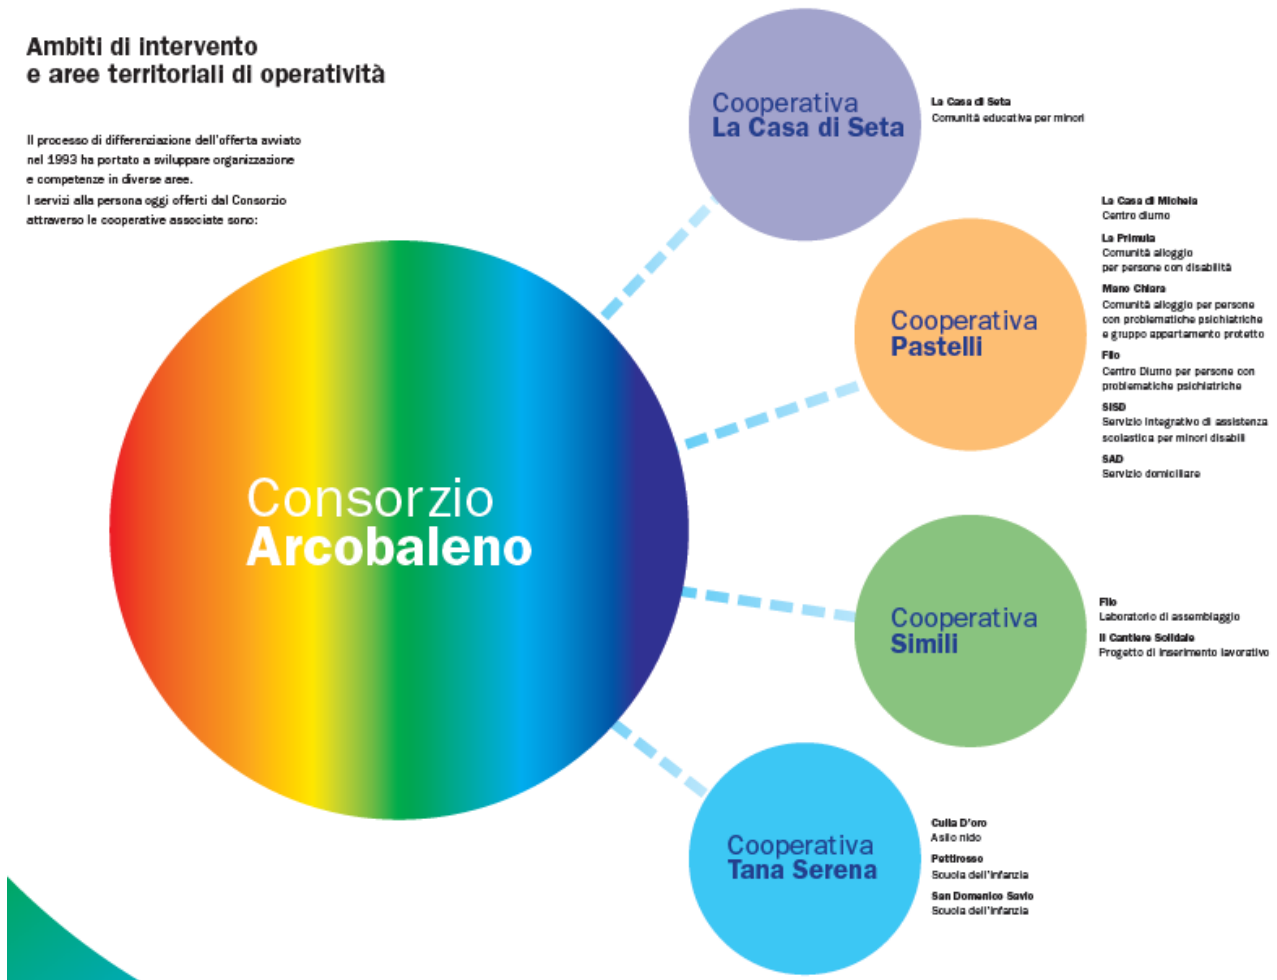 Ambiti di intervento
e aree territoriali di operatività
Il processo di differenziazione dell'offerta avviato
nel 1993 ha portato a sviluppare organizzazione
e competenze in diverse aree.
I servizi alla persona oggi offerti dal Consorzio
attraverso le cooperative associate sono:
Consorzio
Arcobaleno
Cooperativa
La Casa di Seta
La Casa di Seta
Comunità educativa per minori
Cooperativa
Pastelli
La Casa di Michela
Centro diurno
La Primula
Comunità alloggio
per persone con disabilità
Mano Chiara
Comunità alloggio per persone
con problematiche psichiatriche
e gruppo appartamento protetto
Filo
Centro Diurno per persone con
problematiche psichiatriche
SISD
Servizio integrativo di assistenza
scolastica per minori disabili
SAD
Servizio domiciliare
Cooperativa
Simili
Filo
Laboratorio di assemblaggio
Il Cantiere Solidale
Progetto di inserimento lavorativo
Cooperativa
Tana Serena
Culla D'oro
Asilo nido
Pettirosso
Scuola dell'infanzia
San Domenico Savio
Scuola dell'infanzia